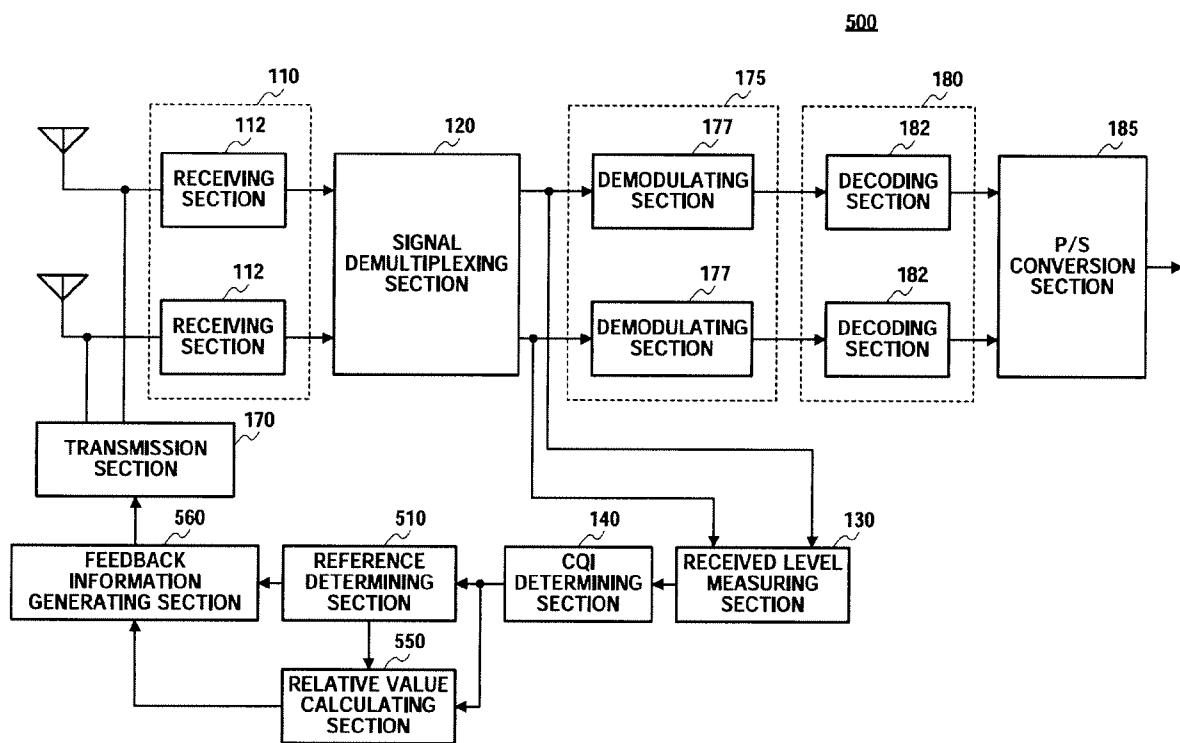 500
110
175
180
112
120
177
182
185
RECEIVING
SECTION
SIGNAL
DEMULTIPLEXING
SECTION
DEMODULATING
SECTION
DECODING
SECTION
P/S
CONVERSION
SECTION
112
RECEIVING
SECTION
177
DEMODULATING
SECTION
182
DECODING
SECTION
170
TRANSMISSION
SECTION
560
FEEDBACK
INFORMATION
GENERATING SECTION
510
REFERENCE
DETERMINING
SECTION
140
CQI
DETERMINING
SECTION
130
RECEIVED LEVEL
MEASURING
SECTION
550
RELATIVE VALUE
CALCULATING
SECTION